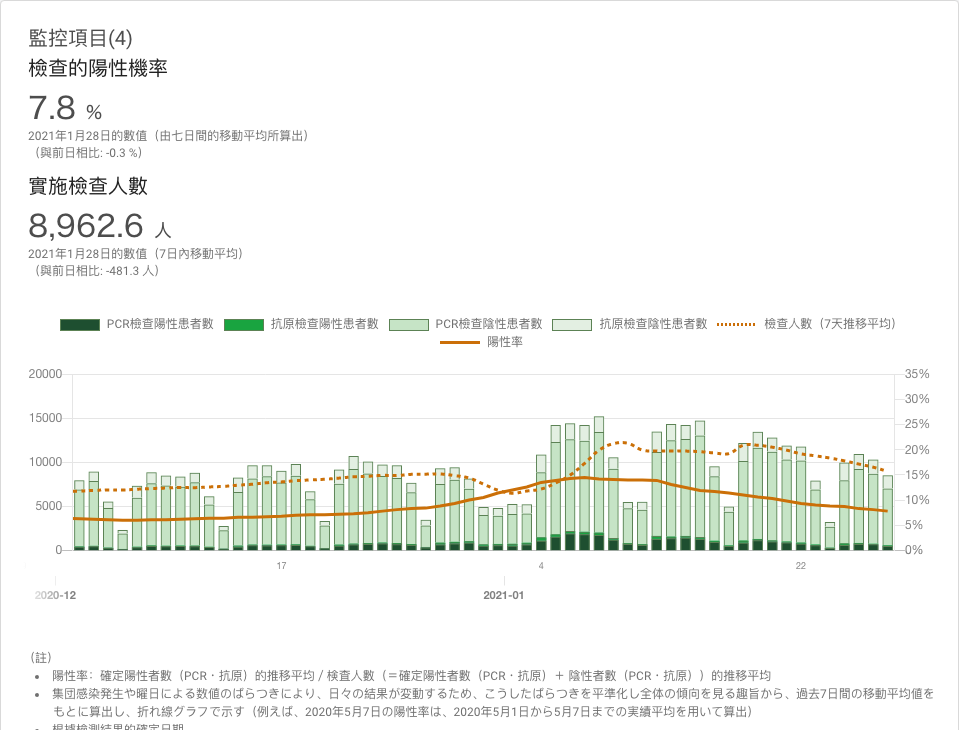 監控項目(4)
檢查的陽性機率
7.8 %
2021年1月28日的數值（由七日間的移動平均所算出）
（與前日相比: -0.3 %）
實施檢查人數
8,962.6 人
2021年1月28日的數值（7日內移動平均）
（與前日相比: -481.3 人）
PCR檢查陽性患者數 抗原檢查陽性患者數 PCR檢查陰性患者數 抗原檢查陰性患者數 檢查人數（7天推移平均）
陽性率
20000 35%
30%
15000 25%
20%
10000 15%
10%
5000 5%
0 0%
17 4 22
2020-12 2021-01
（註）
• 陽性率：確定陽性者數（PCR・抗原）的推移平均 / 検査人數（＝確定陽性者數（PCR・抗原）＋ 陰性者數（PCR・抗原））的推移平均
• 集団感染発生や曜日による数値のばらつきにより、日々の結果が変動するため、こうしたばらつきを平準化し全体の傾向を見る趣旨から、過去7日間の移動平均値を
もとに算出し、折れ線グラフで示す（例えば、2020年5月7日の陽性率は、2020年5月1日から5月7日までの実績平均を用いて算出）
• 根據檢測結果的確定日期